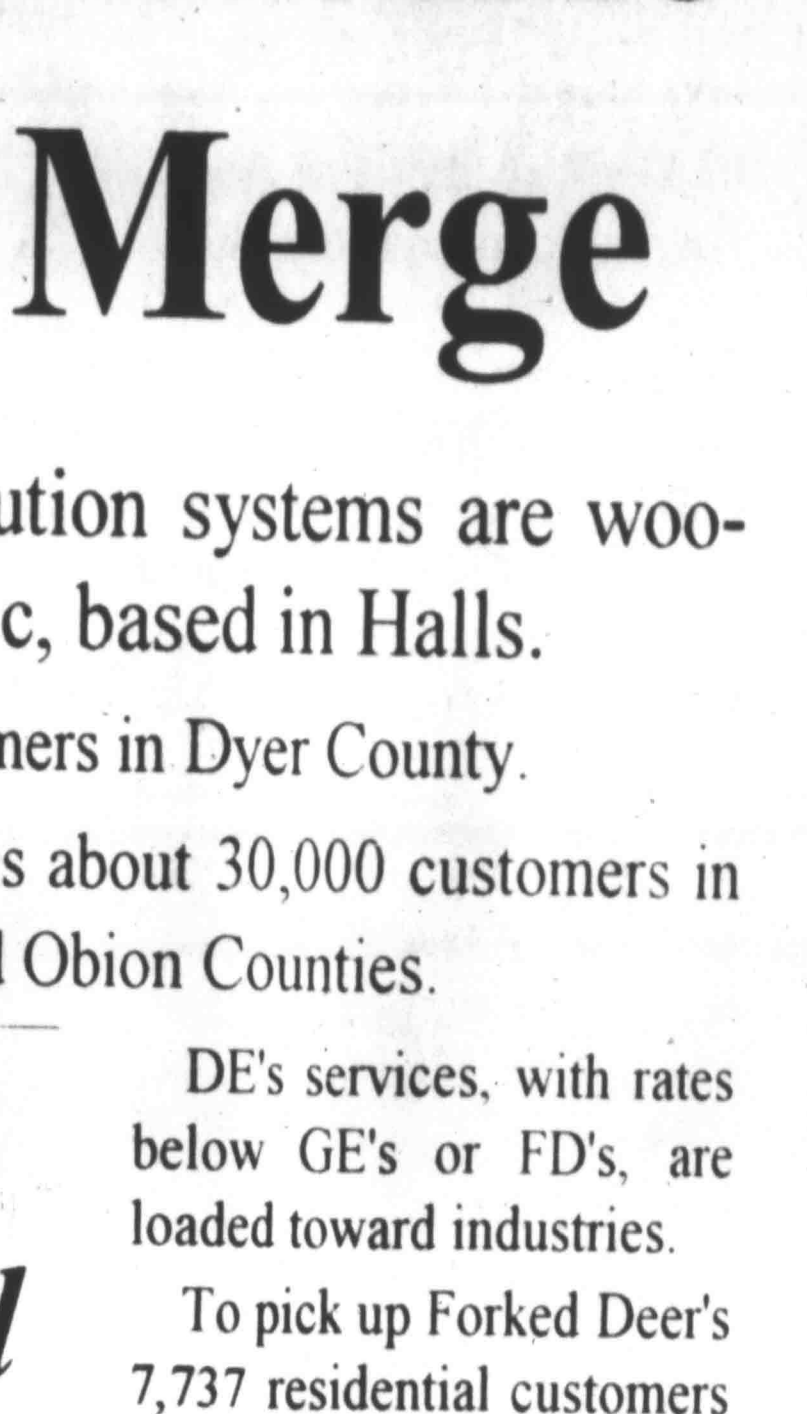 Merge
ution systems are woo-
c, based in Halls.
ners in Dyer County.
s about 30,000 customers in
Obion Counties.
DE's services, with rates
below GE's or FD's, are
loaded toward industries.
To pick up Forked Deer's
7,737 residential customers